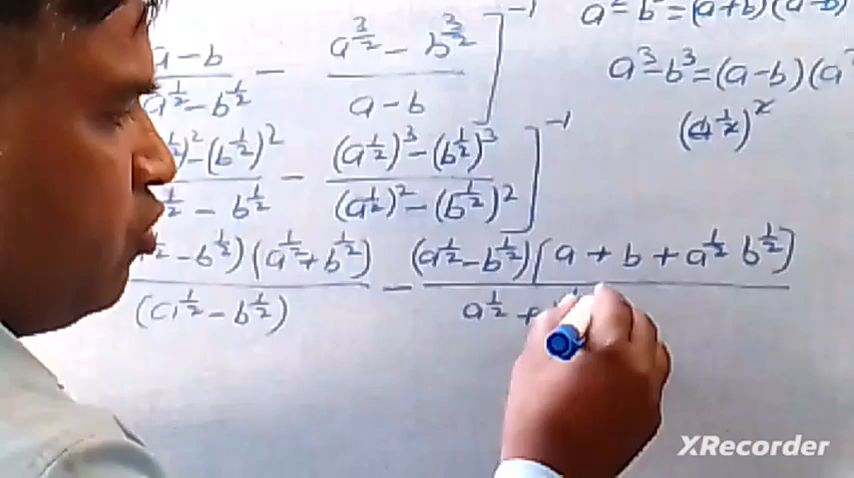 a² - b² = (a+b)(a-b)
a - b / a^½ - b^½ - a^(3/2) - b^(3/2) / a - b ]⁻¹
a³ - b³ = (a-b)(a
)² - (b^½)² / ½ - b^½ - (a^½)³ - (b^½)³ / (a^½)² - (b^½)² ]⁻¹
(a^½)²
½ - b^½)(a^½ + b^½) / (a^½ - b^½) - (a^½ - b^½)(a + b + a^½ b^½) / a^½ +
XRecorder